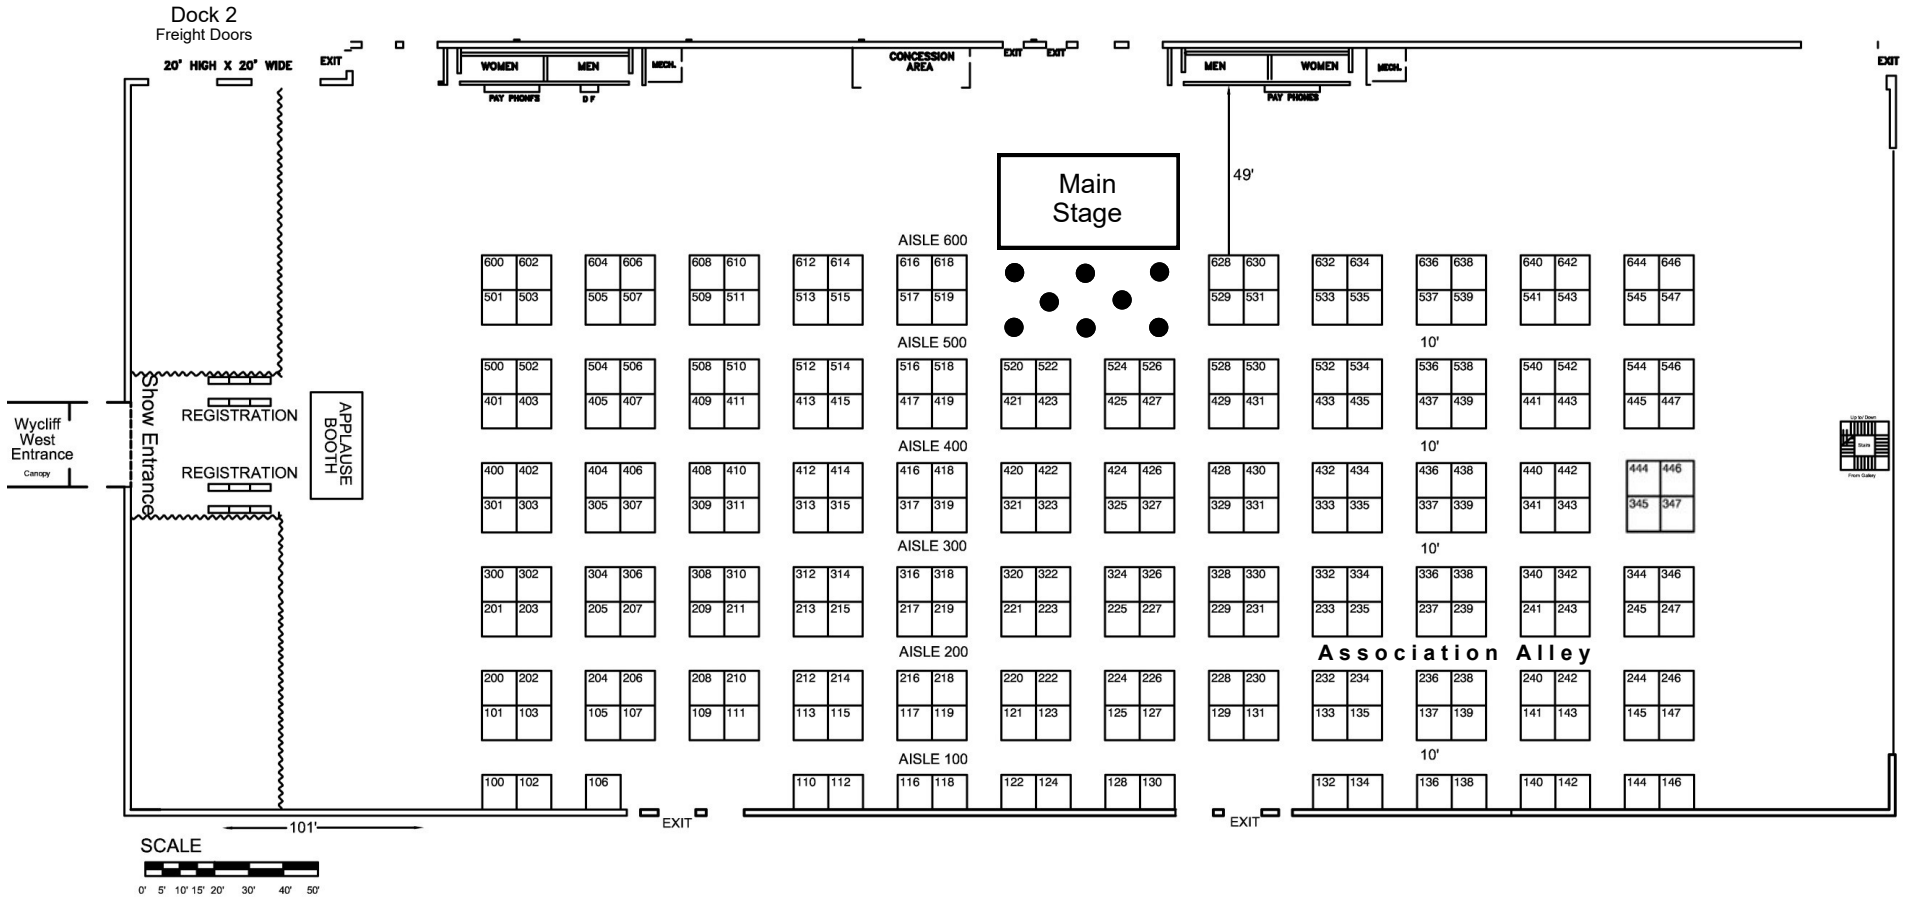 Dock 2
Freight Doors
20' HIGH X 20' WIDE
EXIT
WOMEN
MEN
MECH.
PAY PHONES
D F
CONCESSION
AREA
EXIT
EXIT
MEN
WOMEN
MECH.
PAY PHONES
EXIT
Main
Stage
49'
AISLE 600
600 602 604 606 608 610 612 614 616 618 628 630 632 634 636 638 640 642 644 646
501 503 505 507 509 511 513 515 517 519 529 531 533 535 537 539 541 543 545 547
AISLE 500 10'
500 502 504 506 508 510 512 514 516 518 520 522 524 526 528 530 532 534 536 538 540 542 544 546
401 403 405 407 409 411 413 415 417 419 421 423 425 427 429 431 433 435 437 439 441 443 445 447
Show Entrance
REGISTRATION
REGISTRATION
APPLAUSE
BOOTH
Wycliff
West
Entrance
Canopy
Up to/ Down
Stairs
From Gallery
AISLE 400 10'
400 402 404 406 408 410 412 414 416 418 420 422 424 426 428 430 432 434 436 438 440 442 444 446
301 303 305 307 309 311 313 315 317 319 321 323 325 327 329 331 333 335 337 339 341 343 345 347
AISLE 300 10'
300 302 304 306 308 310 312 314 316 318 320 322 324 326 328 330 332 334 336 338 340 342 344 346
201 203 205 207 209 211 213 215 217 219 221 223 225 227 229 231 233 235 237 239 241 243 245 247
AISLE 200 Association Alley
200 202 204 206 208 210 212 214 216 218 220 222 224 226 228 230 232 234 236 238 240 242 244 246
101 103 105 107 109 111 113 115 117 119 121 123 125 127 129 131 133 135 137 139 141 143 145 147
AISLE 100 10'
100 102 106 110 112 116 118 122 124 128 130 132 134 136 138 140 142 144 146
EXIT
EXIT
101'
SCALE
0' 5' 10' 15' 20' 30' 40' 50'